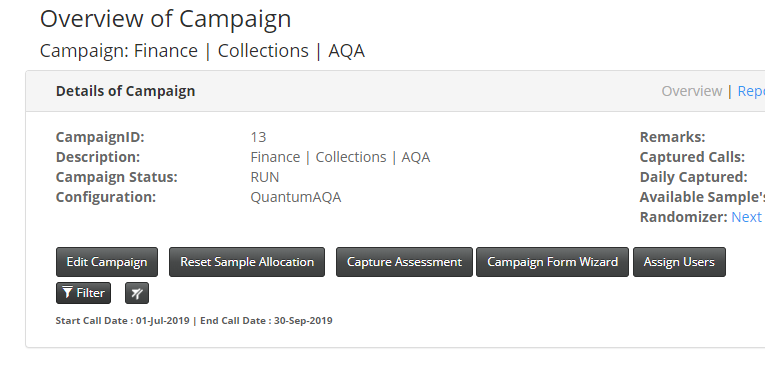 Overview of Campaign
Campaign: Finance | Collections | AQA
Details of Campaign Overview |
CampaignID: 13 Remarks:
Description: Finance | Collections | AQA Captured Calls:
Campaign Status: RUN Daily Captured:
Configuration: QuantumAQA Available Sample's
Randomizer: Next
Edit Campaign Reset Sample Allocation Capture Assessment Campaign Form Wizard Assign Users
Filter
Start Call Date : 01-Jul-2019 | End Call Date : 30-Sep-2019